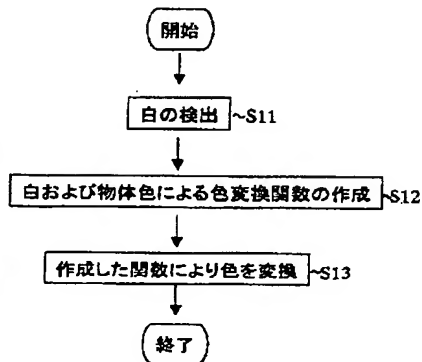 開始
白の検出 ~S11
白および物体色による色変換関数の作成 ~S12
作成した関数により色を変換 ~S13
終了